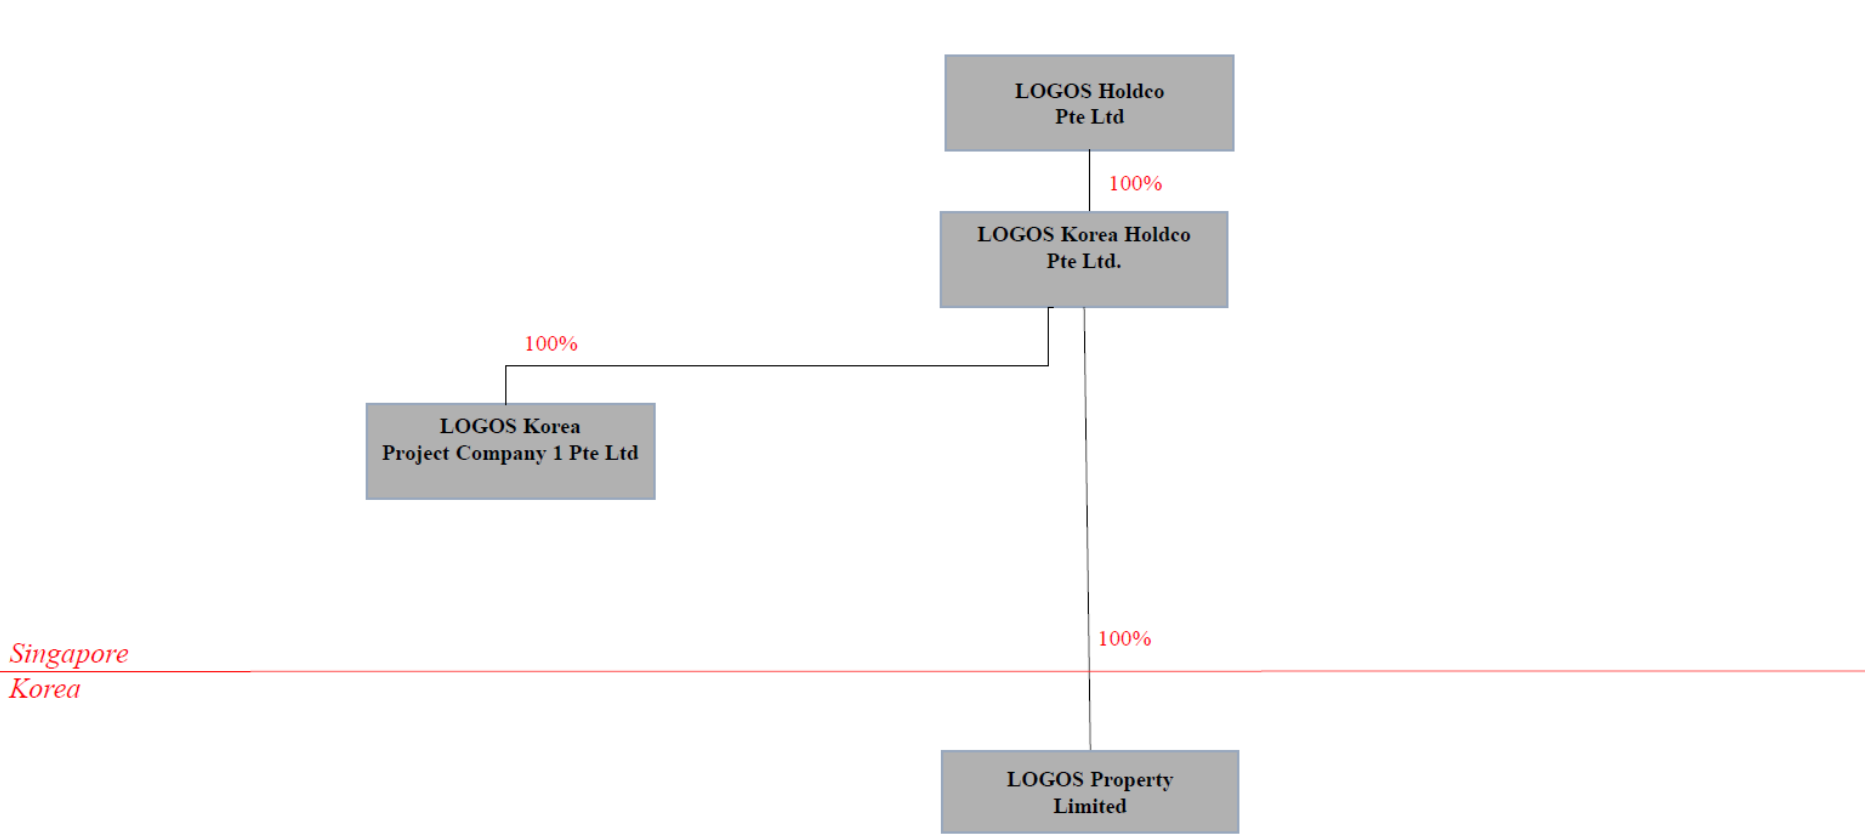 LOGOS Holdco
Pte Ltd
100%
LOGOS Korea Holdco
Pte Ltd.
100%
LOGOS Korea
Project Company 1 Pte Ltd
100%
Singapore
Korea
LOGOS Property
Limited